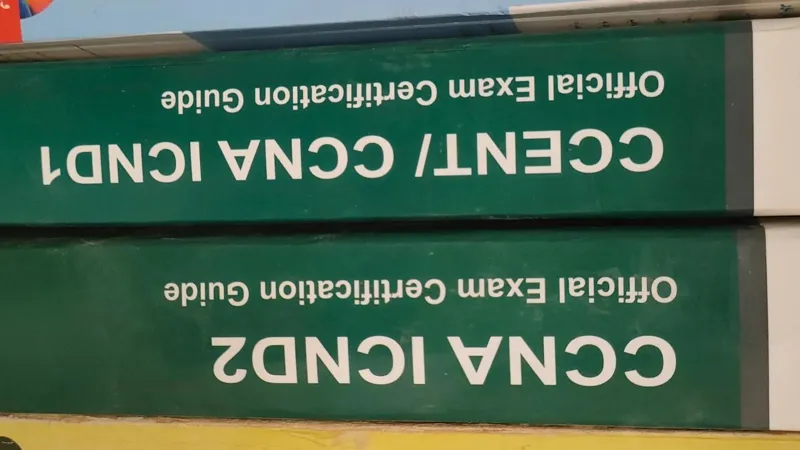 CCNA ICND2
Official Exam Certification Guide
CCENT/ CCNA ICND1
Official Exam Certification Guide